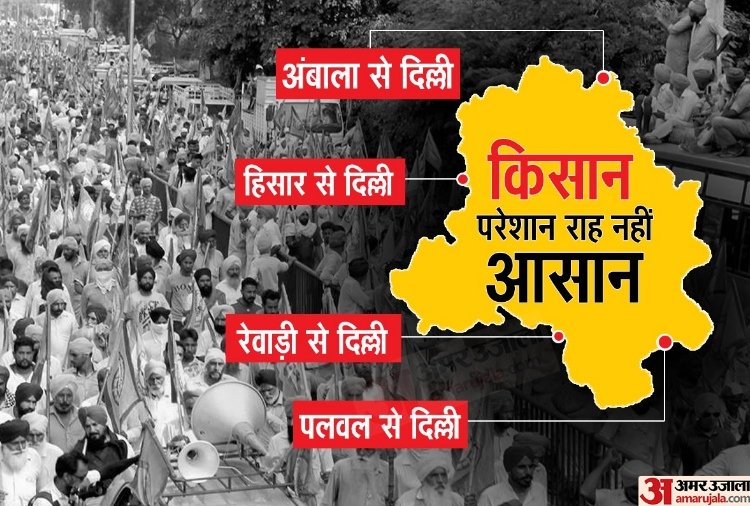 अंबाला से दिल्ली
हिसार से दिल्ली
किसान
परेशान राह नहीं
आसान
रेवाड़ी से दिल्ली
पलवल से दिल्ली
अमर उजाला
amarujala.com